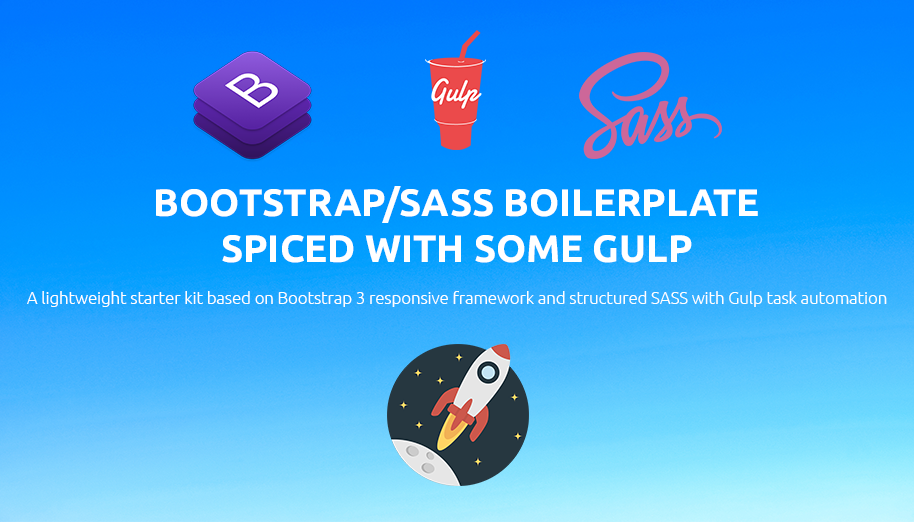 B
Gulp
Sass
BOOTSTRAP/SASS BOILERPLATE
SPICED WITH SOME GULP
A lightweight starter kit based on Bootstrap 3 responsive framework and structured SASS with Gulp task automation